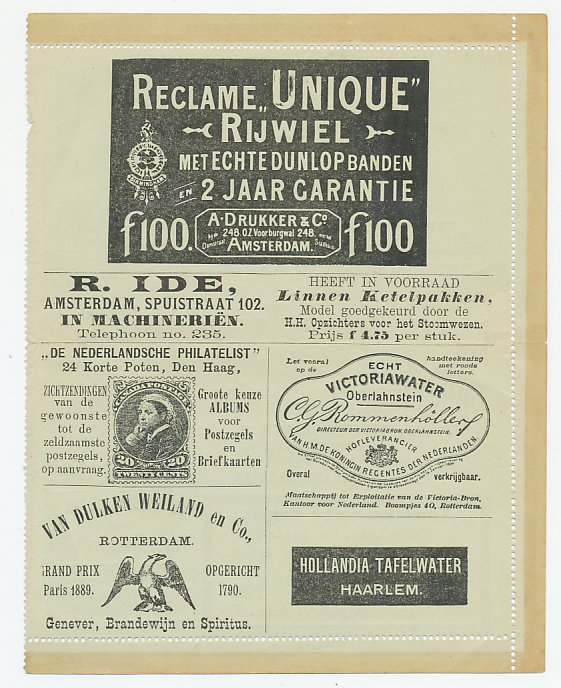 RECLAME „UNIQUE"
RIJWIEL
MET ECHTE DUNLOP BANDEN
EN 2 JAAR GARANTIE
f100. f100
A. DRUKKER & Co
248. O.Z. Voorburgwal 248.
AMSTERDAM.
R. IDE,
AMSTERDAM, SPUISTRAAT 102.
IN MACHINERIËN.
Telephoon no. 235.
HEEFT IN VOORRAAD
Linnen Ketelpakken,
Model goedgekeurd door de
H.H. Opzichters voor het Stoomwezen.
Prijs f 4.75 per stuk.
„DE NEDERLANDSCHE PHILATELIST"
24 Korte Poten, Den Haag,
ZICHTZENDINGEN
van de
gewoonste
tot de
zeldzaamste
postzegels,
op aanvraag.
CANADA POSTAGE
20 20
TWENTY CENTS
Groote keuze
ALBUMS
voor
Postzegels
en
Briefkaarten
Let vooral
op de
handteekening
met roode
letters.
ECHT
VICTORIAWATER
Oberlahnstein
C.G. Rommenhöller
DIRECTEUR DER VICTORIABRON. OBERLAHNSTEIN.
HOFLEVERANCIER
VAN H.M. DE KONINGIN REGENTES DER NEDERLANDEN.
Overal verkrijgbaar.
Maatschappij tot Exploitatie van de Victoria-Bron,
Kantoor voor Nederland. Boompjes 40, Rotterdam.
VAN DULKEN WEILAND en Co.,
ROTTERDAM.
GRAND PRIX
Paris 1889.
OPGERICHT
1790.
Genever, Brandewijn en Spiritus.
HOLLANDIA TAFELWATER
HAARLEM.